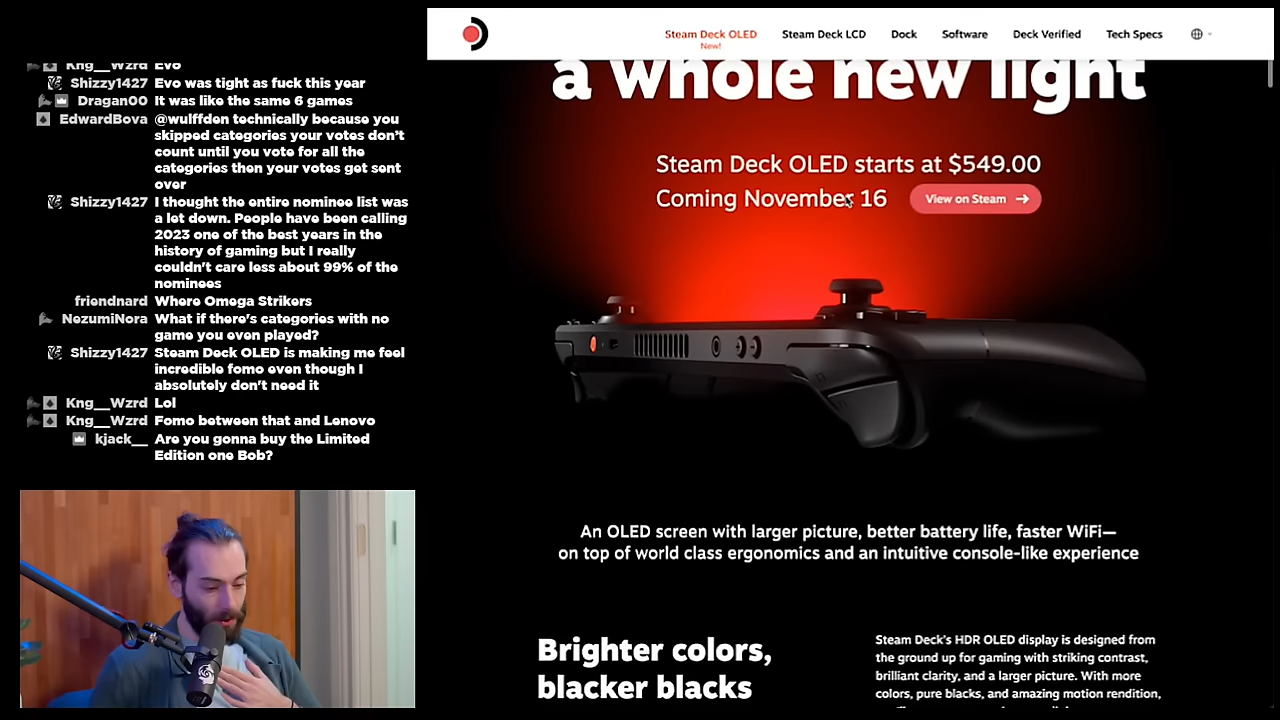 Kng__Wzrd Evo
Shizzy1427 Evo was tight as fuck this year
Dragan00 It was like the same 6 games
EdwardBova @wulffden technically because you
skipped categories your votes don't
count until you vote for all the
categories then your votes get sent
over
Shizzy1427 I thought the entire nominee list was
a let down. People have been calling
2023 one of the best years in the
history of gaming but I really
couldn't care less about 99% of the
nominees
friendnard Where Omega Strikers
NezumiNora What if there's categories with no
game you even played?
Shizzy1427 Steam Deck OLED is making me feel
incredible fomo even though I
absolutely don't need it
Kng__Wzrd Lol
Kng__Wzrd Fomo between that and Lenovo
kjack__ Are you gonna buy the Limited
Edition one Bob?
Steam Deck OLED Steam Deck LCD Dock Software Deck Verified Tech Specs
New!
a whole new light
Steam Deck OLED starts at $549.00
Coming November 16 View on Steam →
An OLED screen with larger picture, better battery life, faster WiFi—
on top of world class ergonomics and an intuitive console-like experience
Brighter colors,
blacker blacks
Steam Deck's HDR OLED display is designed from
the ground up for gaming with striking contrast,
brilliant clarity, and a larger picture. With more
colors, pure blacks, and amazing motion rendition,